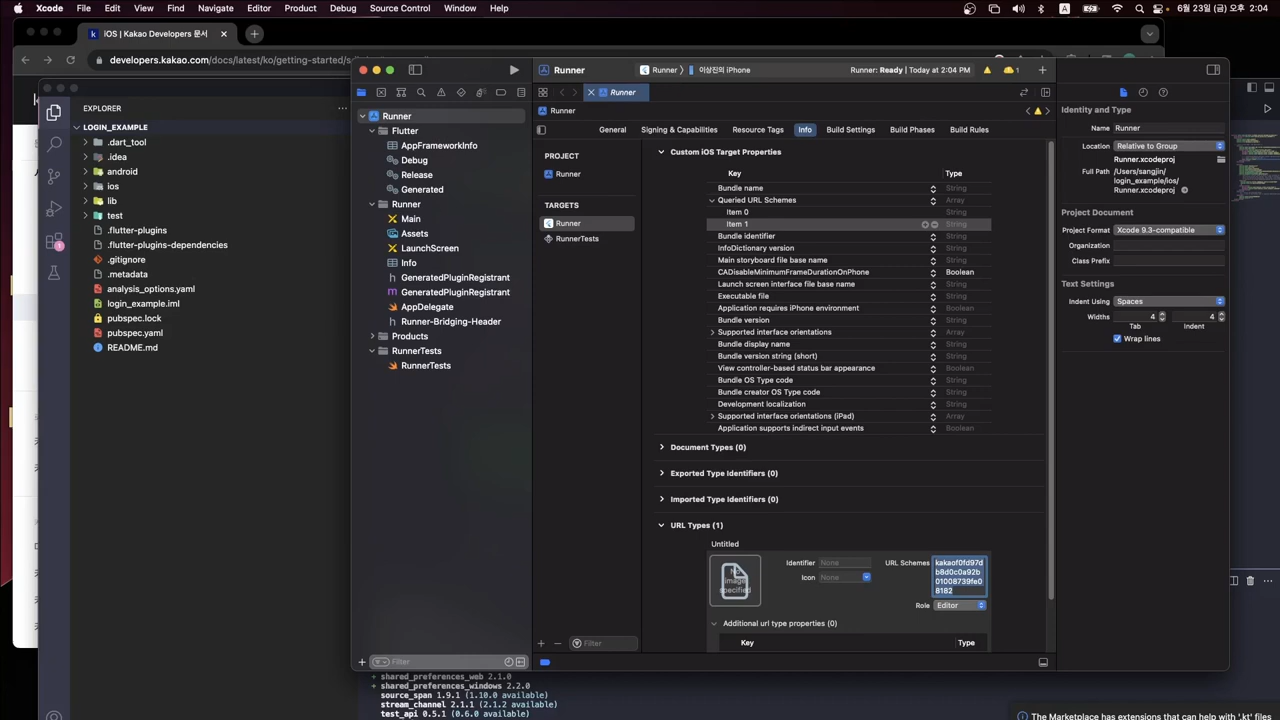 Xcode File Edit View Find Navigate Editor Product Debug Source Control Window Help
A
6월 23일(금) 오후 2:04
iOS | Kakao Developers 문서
developers.kakao.com/docs/latest/ko/getting-started/s
EXPLORER
LOGIN_EXAMPLE
.dart_tool
.idea
android
ios
lib
test
.flutter-plugins
.flutter-plugins-dependencies
.gitignore
.metadata
analysis_options.yaml
login_example.iml
pubspec.lock
pubspec.yaml
README.md
1
Runner
Flutter
AppFrameworkInfo
Debug
Release
Generated
Runner
Main
Assets
LaunchScreen
Info
GeneratedPluginRegistrant
GeneratedPluginRegistrant
AppDelegate
Runner-Bridging-Header
Products
RunnerTests
RunnerTests
Filter
Runner
Runner 〉 이상진의 iPhone
Runner: Ready | Today at 2:04 PM
1
Runner
Runner
General Signing & Capabilities Resource Tags Info Build Settings Build Phases Build Rules
PROJECT
Runner
TARGETS
Runner
RunnerTests
Filter
Custom iOS Target Properties
Key Type
Bundle name String
Queried URL Schemes Array
Item 0 String
Item 1 String
Bundle identifier String
InfoDictionary version String
Main storyboard file base name String
CADisableMinimumFrameDurationOnPhone Boolean
Launch screen interface file base name String
Executable file String
Application requires iPhone environment Boolean
Bundle version String
Supported interface orientations Array
Bundle display name String
Bundle version string (short) String
View controller-based status bar appearance Boolean
Bundle OS Type code String
Bundle creator OS Type code String
Development localization String
Supported interface orientations (iPad) Array
Application supports indirect input events Boolean
Document Types (0)
Exported Type Identifiers (0)
Imported Type Identifiers (0)
URL Types (1)
Untitled
No
image
specified
Identifier None
Icon None
URL Schemes
kakaof0fd97d
b8d0c0a92b
01008739fe0
8182
Role Editor
Additional url type properties (0)
Key Type
Identity and Type
Name Runner
Location Relative to Group
Runner.xcodeproj
Full Path /Users/sangjin/
login_example/ios/
Runner.xcodeproj
Project Document
Project Format Xcode 9.3-compatible
Organization
Class Prefix
Text Settings
Indent Using Spaces
Widths 4 4
Tab Indent
Wrap lines
+ shared_preferences_web 2.1.0
+ shared_preferences_windows 2.2.0
source_span 1.9.1 (1.10.0 available)
stream_channel 2.1.1 (2.1.2 available)
test_api 0.5.1 (0.6.0 available)
The Marketplace has extensions that can help with '.kt' files